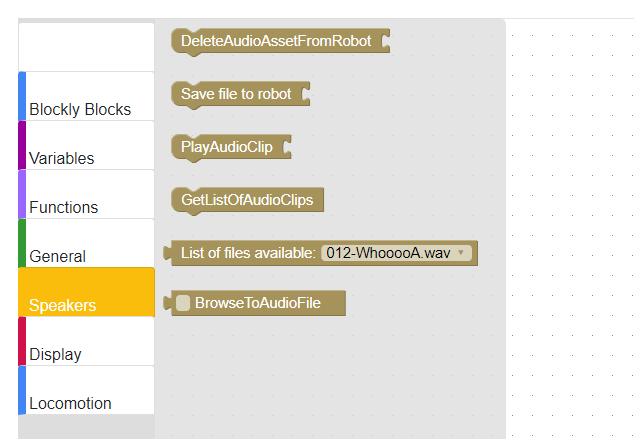 DeleteAudioAssetFromRobot
Save file to robot
PlayAudioClip
GetListOfAudioClips
List of files available: 012-WhooooA.wav
BrowseToAudioFile
Blockly Blocks
Variables
Functions
General
Speakers
Display
Locomotion